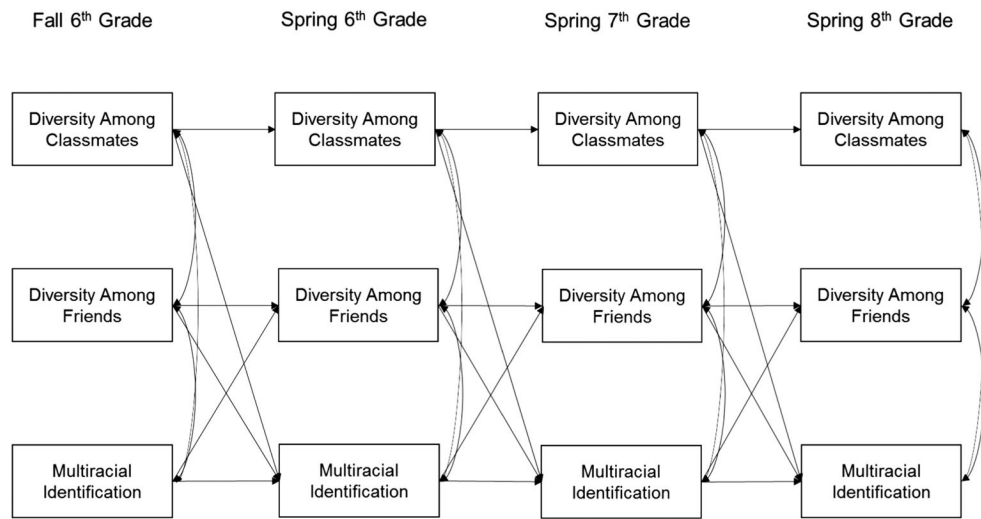 Fall 6th Grade
Spring 6th Grade
Spring 7th Grade
Spring 8th Grade
Diversity Among
Classmates
Diversity Among
Classmates
Diversity Among
Classmates
Diversity Among
Classmates
Diversity Among
Friends
Diversity Among
Friends
Diversity Among
Friends
Diversity Among
Friends
Multiracial
Identification
Multiracial
Identification
Multiracial
Identification
Multiracial
Identification